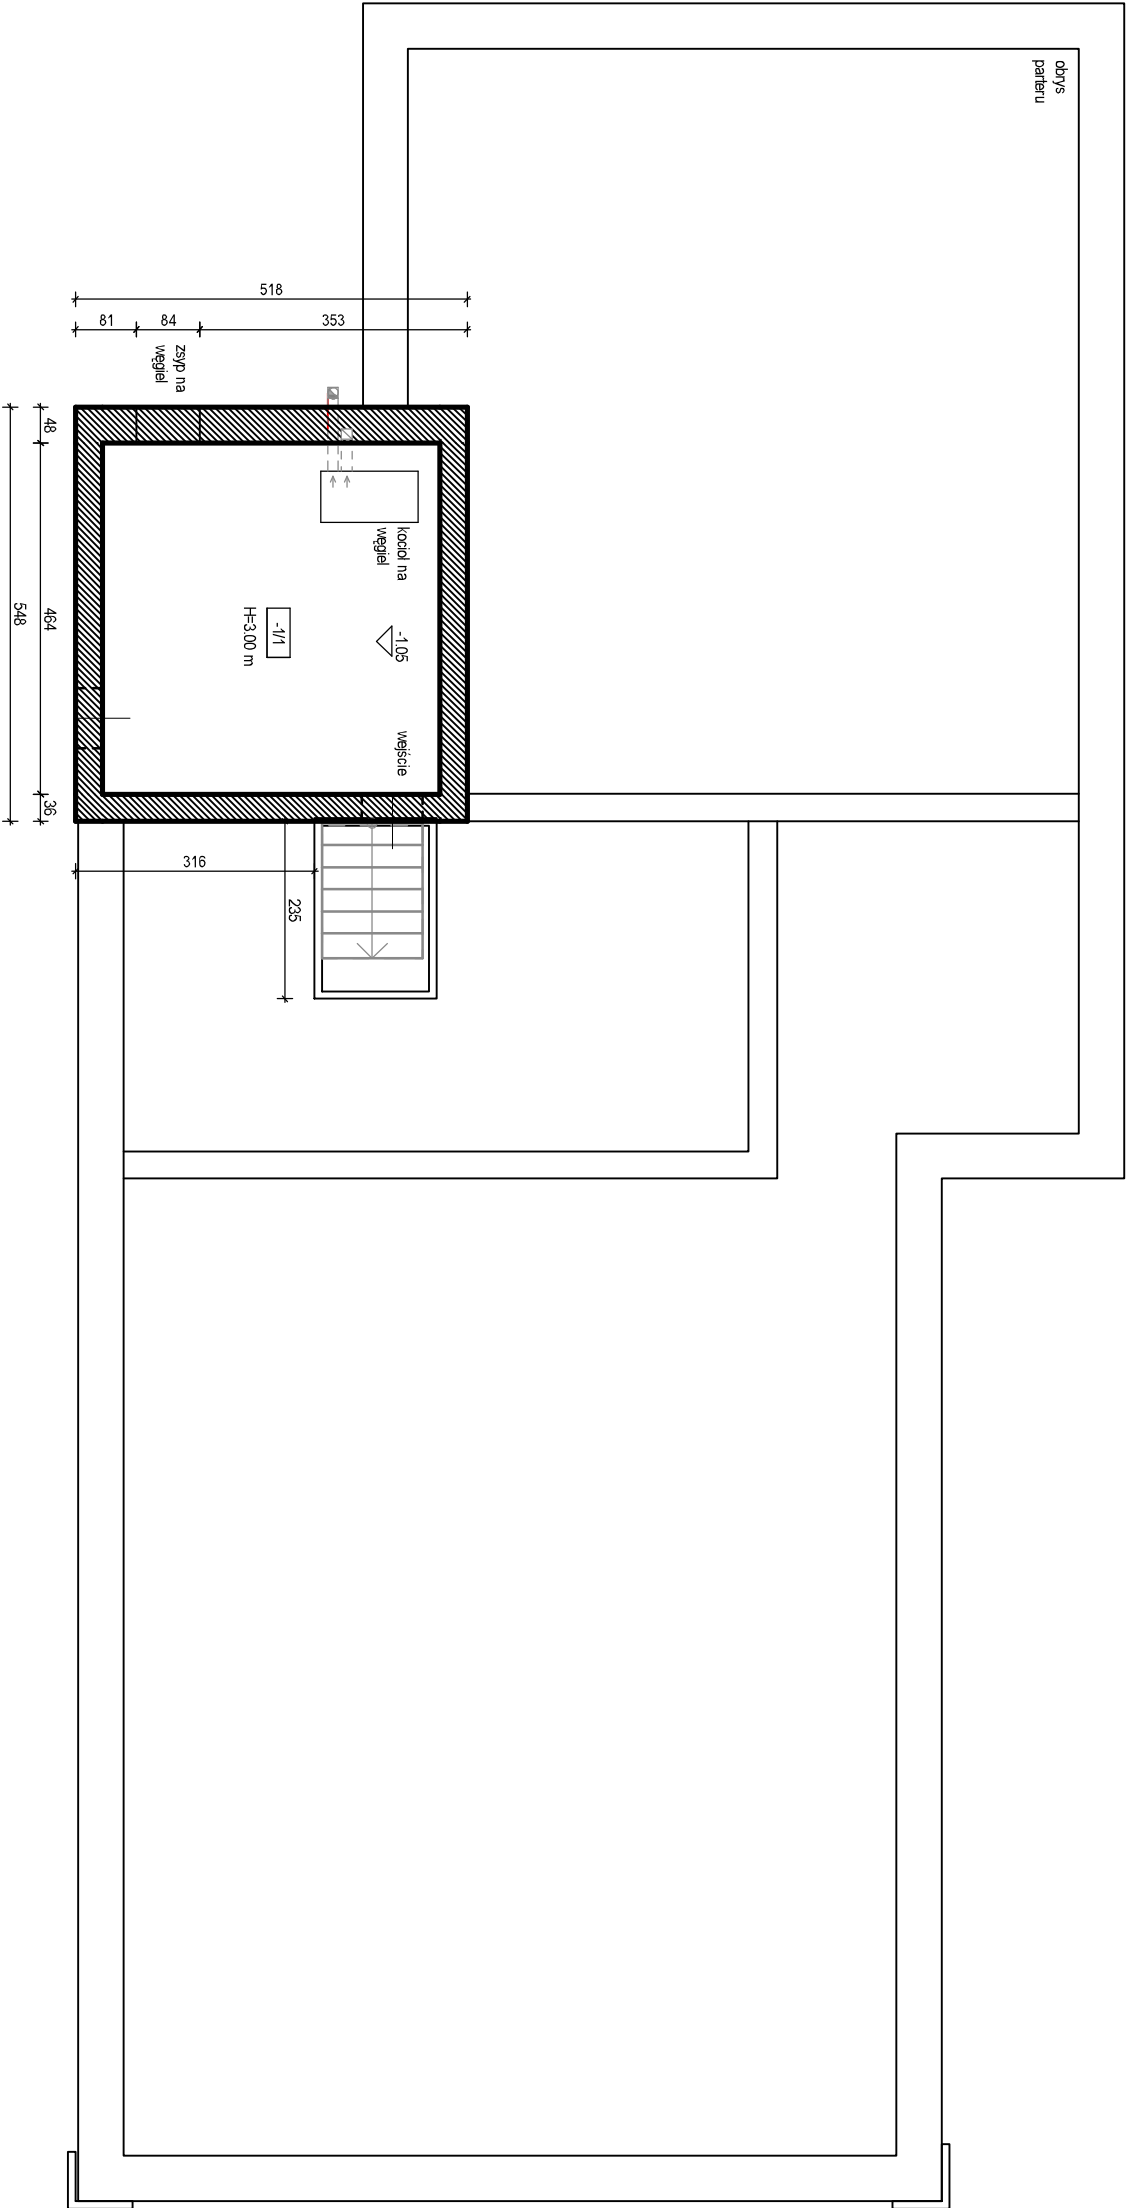 obrys
parteru
518
81
84
353
zsyp na
węgiel
48
464
36
548
kocioł na
węgiel
-1.05
-1/1
H=3.00 m
wejście
316
235